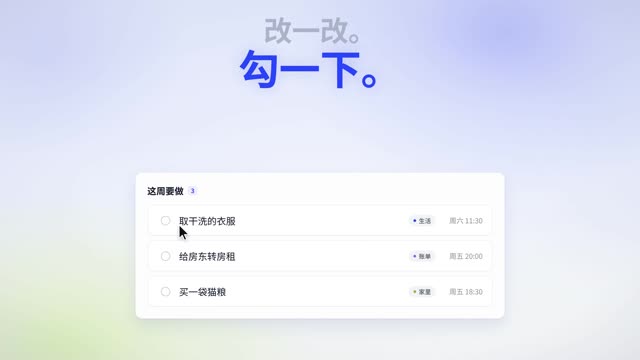 改一改。
勾一下。
这周要做 3
取干洗的衣服 生活 周六 11:30
给房东转房租 账单 周五 20:00
买一袋猫粮 家里 周五 18:30